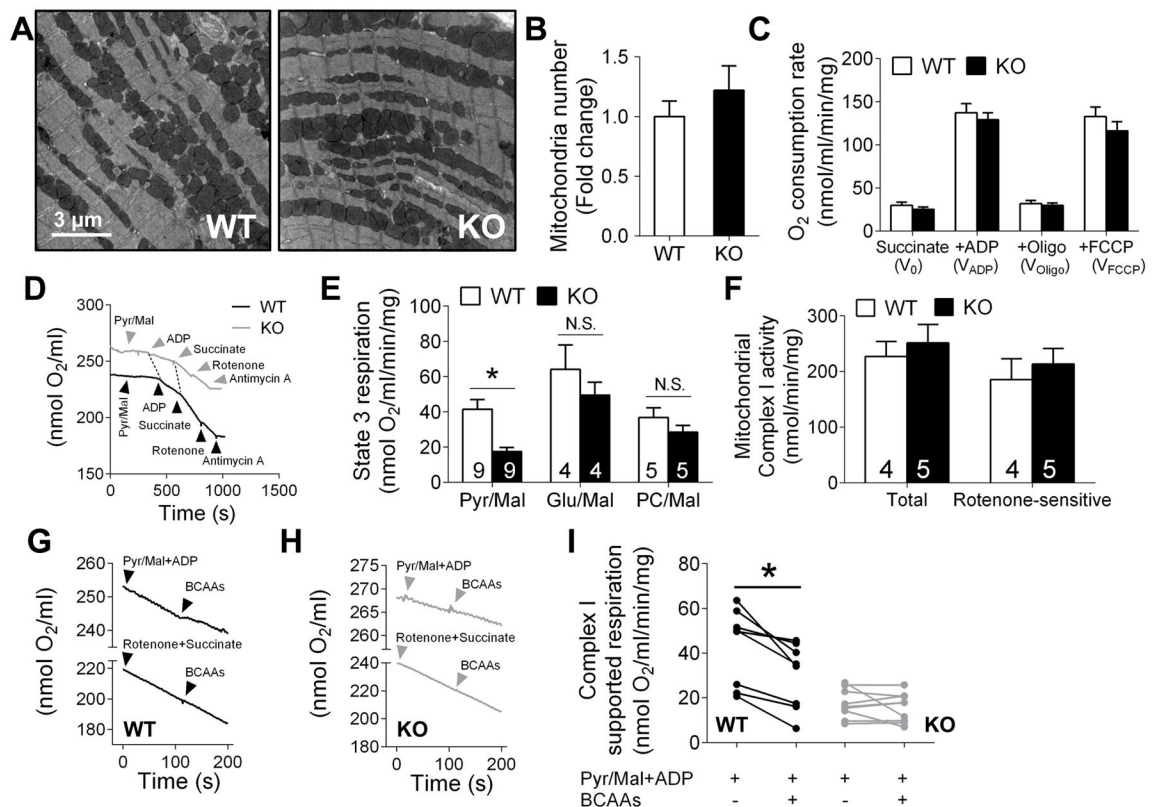 A
3 μm
WT
KO
B
Mitochondria number
(Fold change)
1.5
1.0
0.5
0.0
WT
KO
C
WT
KO
O2 consumption rate
(nmol/ml/min/mg)
200
150
100
50
0
Succinate
(V0)
+ADP
(VADP)
+Oligo
(VOligo)
+FCCP
(VFCCP)
D
WT
KO
(nmol O2/ml)
300
250
200
150
Pyr/Mal
ADP
Succinate
Rotenone
Antimycin A
Pyr/Mal
ADP
Succinate
Rotenone
Antimycin A
0
500
1000
1500
Time (s)
E
WT
KO
State 3 respiration
(nmol O2/ml/min/mg)
100
80
60
40
20
0
*
N.S.
N.S.
9
9
4
4
5
5
Pyr/Mal
Glu/Mal
PC/Mal
F
WT
KO
Mitochondrial
Complex I activity
(nmol/min/mg)
300
200
100
0
4
5
4
5
Total
Rotenone-sensitive
G
(nmol O2/ml)
260
250
240
220
200
180
Pyr/Mal+ADP
BCAAs
Rotenone+Succinate
BCAAs
WT
0
100
200
Time (s)
H
(nmol O2/ml)
275
270
265
260
240
220
200
Pyr/Mal+ADP
BCAAs
Rotenone+Succinate
BCAAs
KO
0
100
200
Time (s)
I
Complex I
supported respiration
(nmol O2/ml/min/mg)
80
60
40
20
0
*
WT
KO
Pyr/Mal+ADP + + + +
BCAAs - + - +